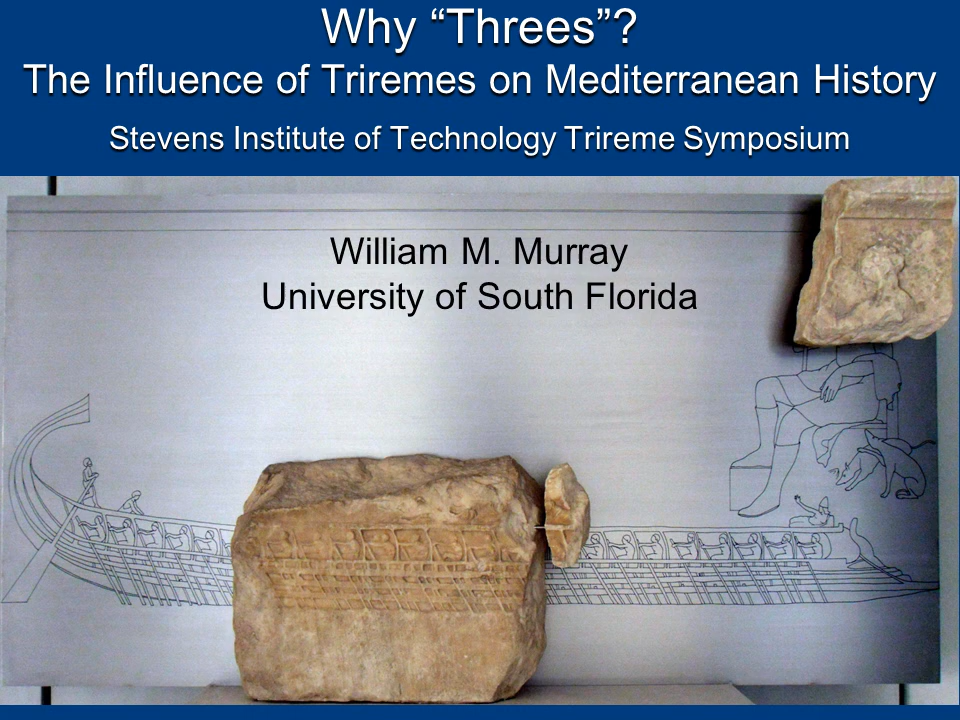 Why “Threes”?
The Influence of Triremes on Mediterranean History
Stevens Institute of Technology Trireme Symposium
William M. Murray
University of South Florida